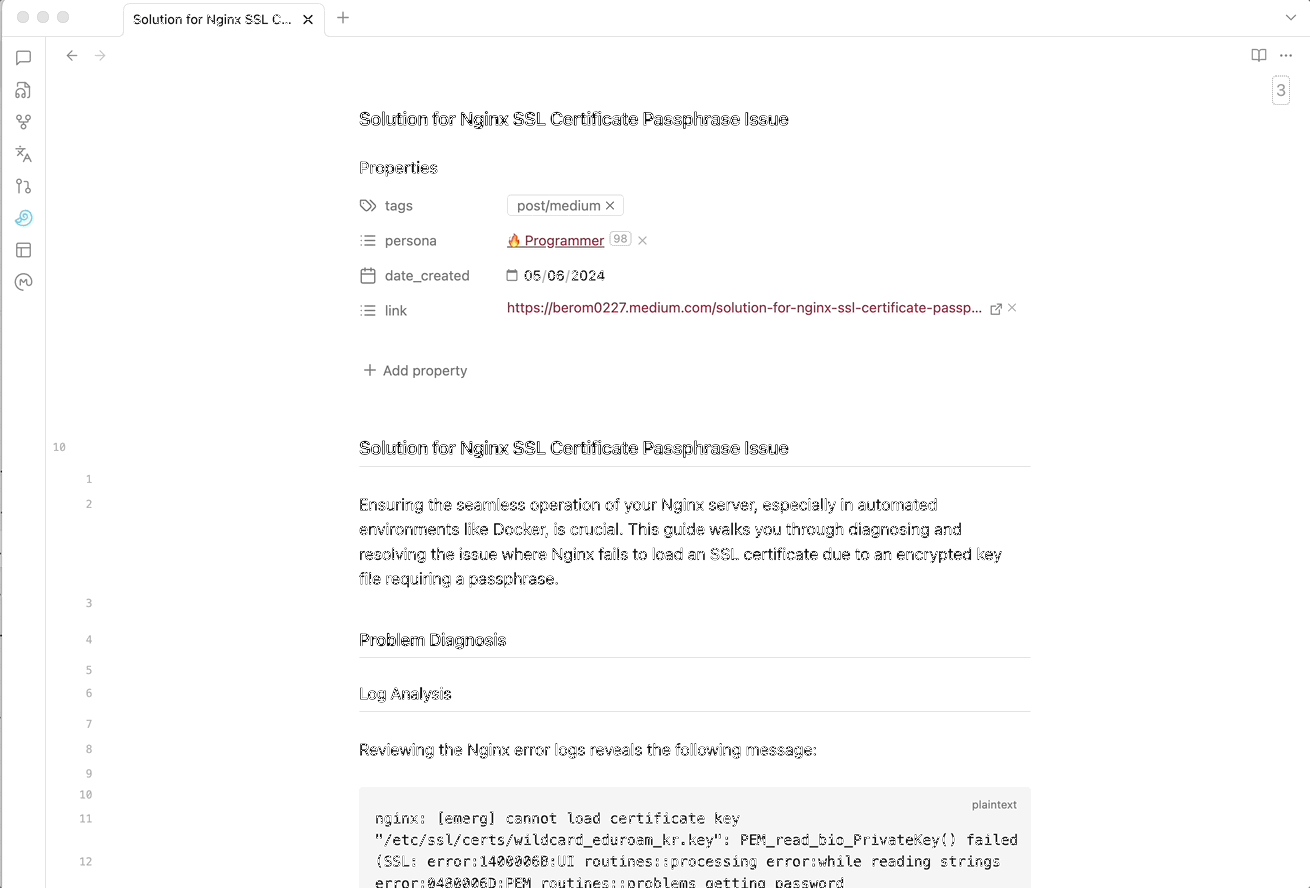 Solution for Nginx SSL C...
3
Solution for Nginx SSL Certificate Passphrase Issue
Properties
tags
post/medium
persona
🔥 Programmer 98
date_created
05/06/2024
link
https://berom0227.medium.com/solution-for-nginx-ssl-certificate-passp...
Add property
10
Solution for Nginx SSL Certificate Passphrase Issue
1
2
Ensuring the seamless operation of your Nginx server, especially in automated
environments like Docker, is crucial. This guide walks you through diagnosing and
resolving the issue where Nginx fails to load an SSL certificate due to an encrypted key
file requiring a passphrase.
3
4
Problem Diagnosis
5
6
Log Analysis
7
8
Reviewing the Nginx error logs reveals the following message:
9
10
plaintext
11
nginx: [emerg] cannot load certificate key
"/etc/ssl/certs/wildcard_eduroam_kr.key": PEM_read_bio_PrivateKey() failed
12
(SSL: error:1400006B:UI routines::processing error:while reading strings
error:0480006D:PEM routines::problems getting password